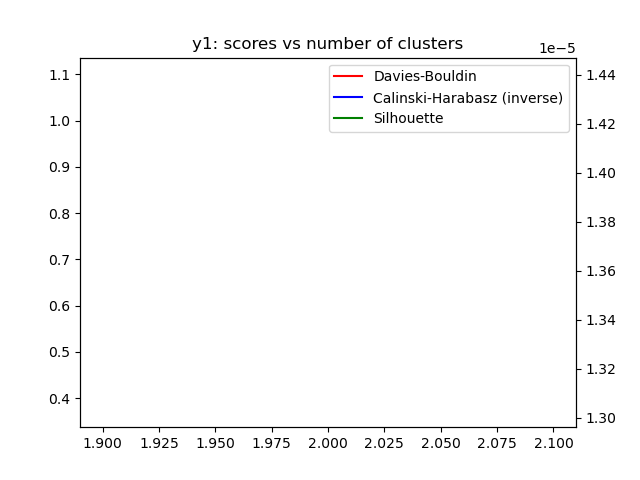 y1: scores vs number of clusters
1e−5
Davies-Bouldin
Calinski-Harabasz (inverse)
Silhouette
1.1
1.0
0.9
0.8
0.7
0.6
0.5
0.4
1.44
1.42
1.40
1.38
1.36
1.34
1.32
1.30
1.900 1.925 1.950 1.975 2.000 2.025 2.050 2.075 2.100